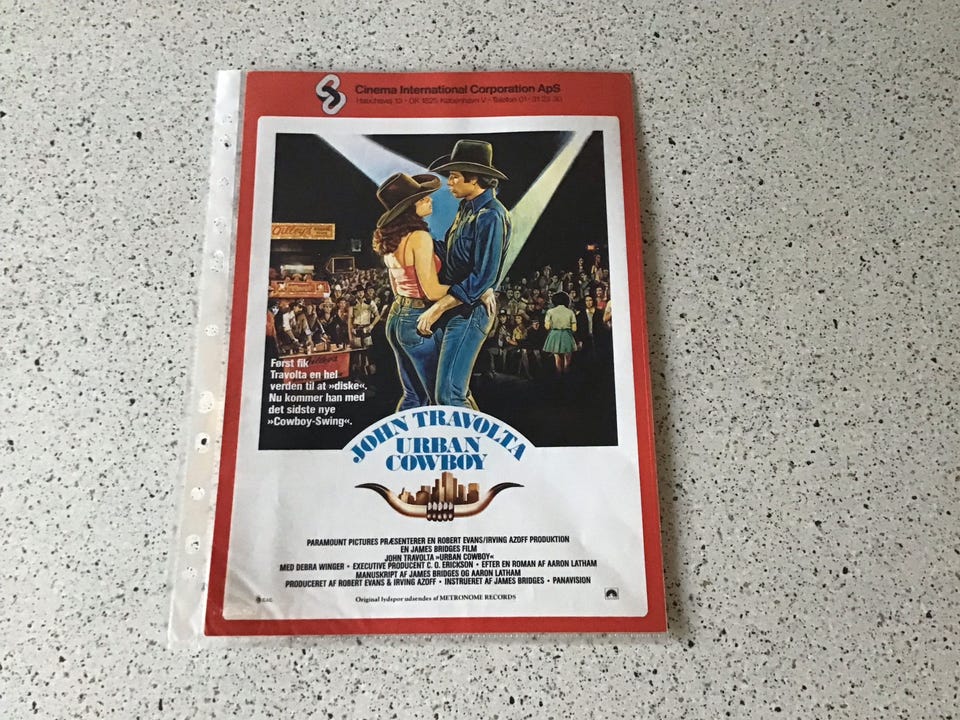 Cinema International Corporation ApS
DK 1825 København V - Telefon
Gilley's
Først fik
Travolta en hel
verden til at »diske«.
Nu kommer han med
det sidste nye
»Cowboy-Swing«.
JOHN TRAVOLTA
URBAN
COWBOY
PARAMOUNT PICTURES PRÆSENTERER EN ROBERT EVANS/IRVING AZOFF PRODUKTION
EN JAMES BRIDGES FILM
JOHN TRAVOLTA »URBAN COWBOY«
MED DEBRA WINGER • EXECUTIVE PRODUCENT C. O. ERICKSON • EFTER EN ROMAN AF AARON LATHAM
MANUSKRIPT AF JAMES BRIDGES OG AARON LATHAM
PRODUCERET AF ROBERT EVANS & IRVING AZOFF • INSTRUERET AF JAMES BRIDGES • PANAVISION
Original lydspor udsendes af METRONOME RECORDS